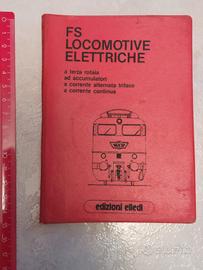 FS
LOCOMOTIVE
ELETTRICHE
a terza rotaia
ad accumulatori
a corrente alternata trifase
a corrente continua
edizioni elledi